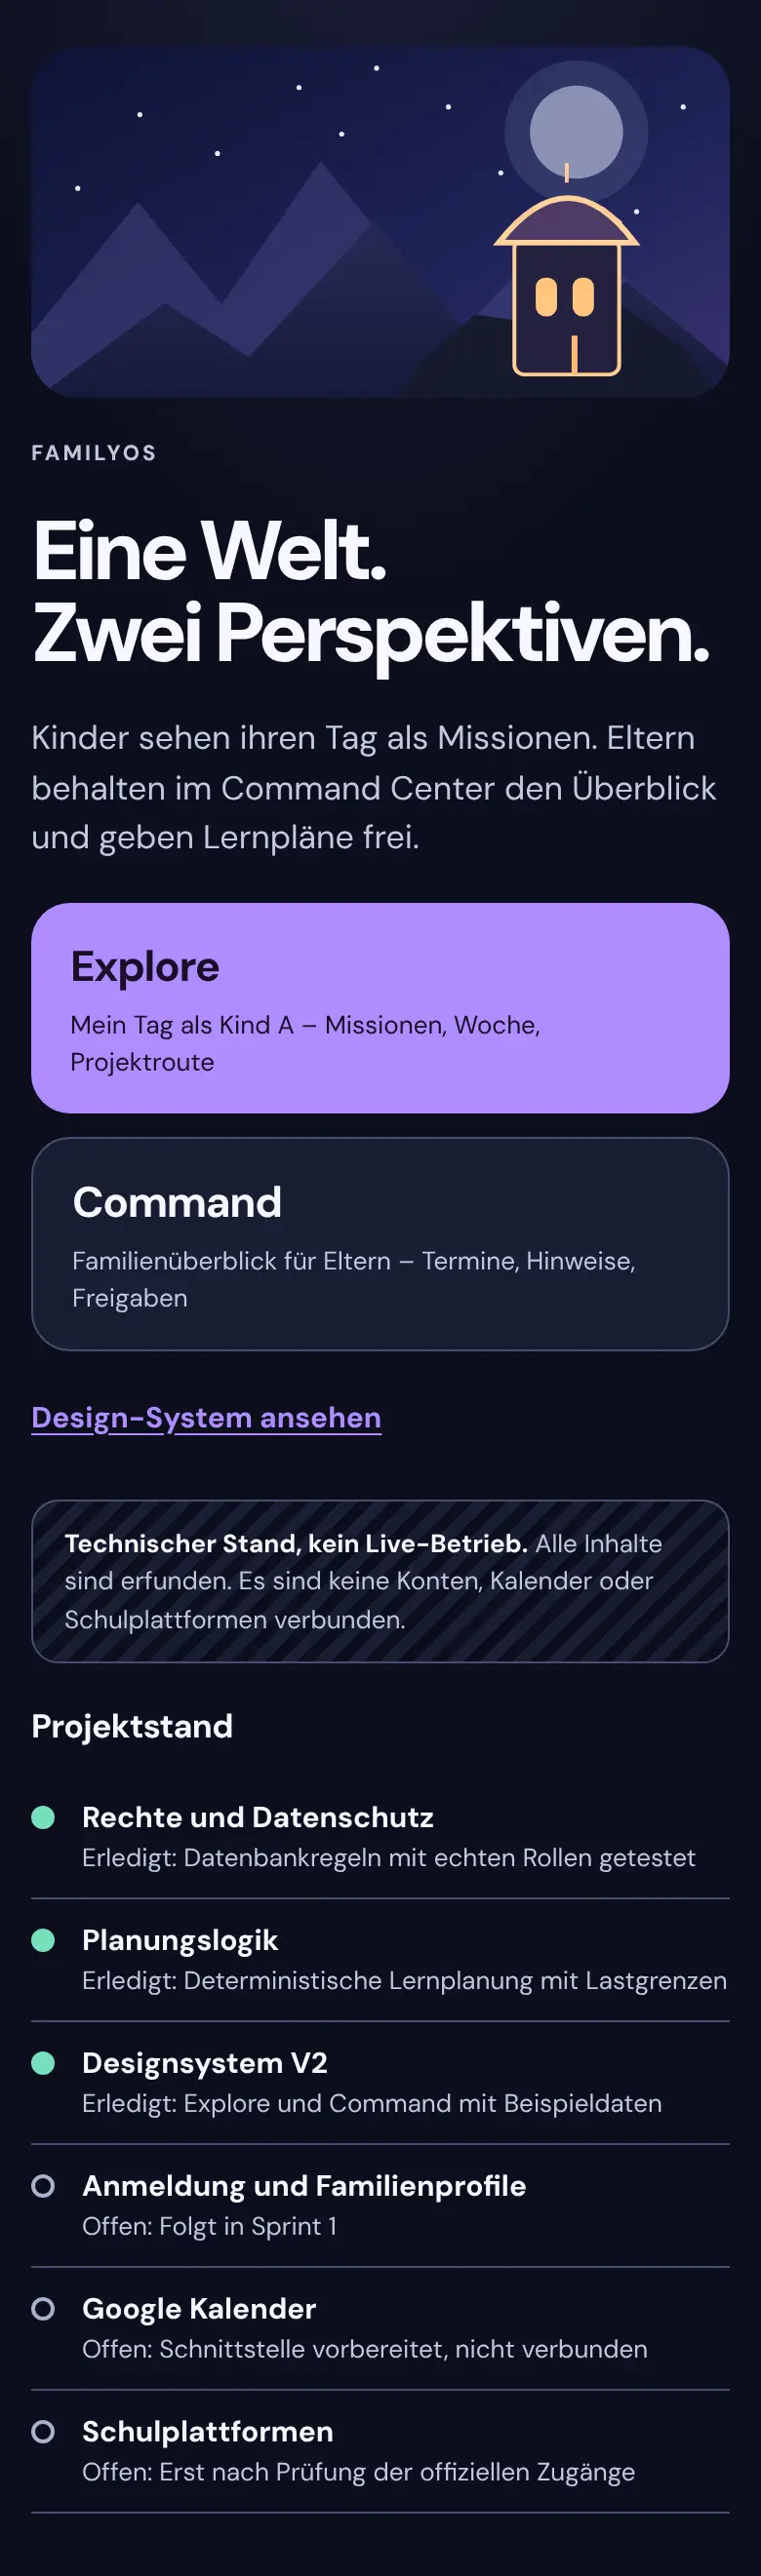 FAMILYOS
Eine Welt.
Zwei Perspektiven.
Kinder sehen ihren Tag als Missionen. Eltern
behalten im Command Center den Überblick
und geben Lernpläne frei.
Explore
Mein Tag als Kind A – Missionen, Woche,
Projektroute
Command
Familienüberblick für Eltern – Termine, Hinweise,
Freigaben
Design-System ansehen
Technischer Stand, kein Live-Betrieb. Alle Inhalte
sind erfunden. Es sind keine Konten, Kalender oder
Schulplattformen verbunden.
Projektstand
Rechte und Datenschutz
Erledigt: Datenbankregeln mit echten Rollen getestet
Planungslogik
Erledigt: Deterministische Lernplanung mit Lastgrenzen
Designsystem V2
Erledigt: Explore und Command mit Beispieldaten
Anmeldung und Familienprofile
Offen: Folgt in Sprint 1
Google Kalender
Offen: Schnittstelle vorbereitet, nicht verbunden
Schulplattformen
Offen: Erst nach Prüfung der offiziellen Zugänge